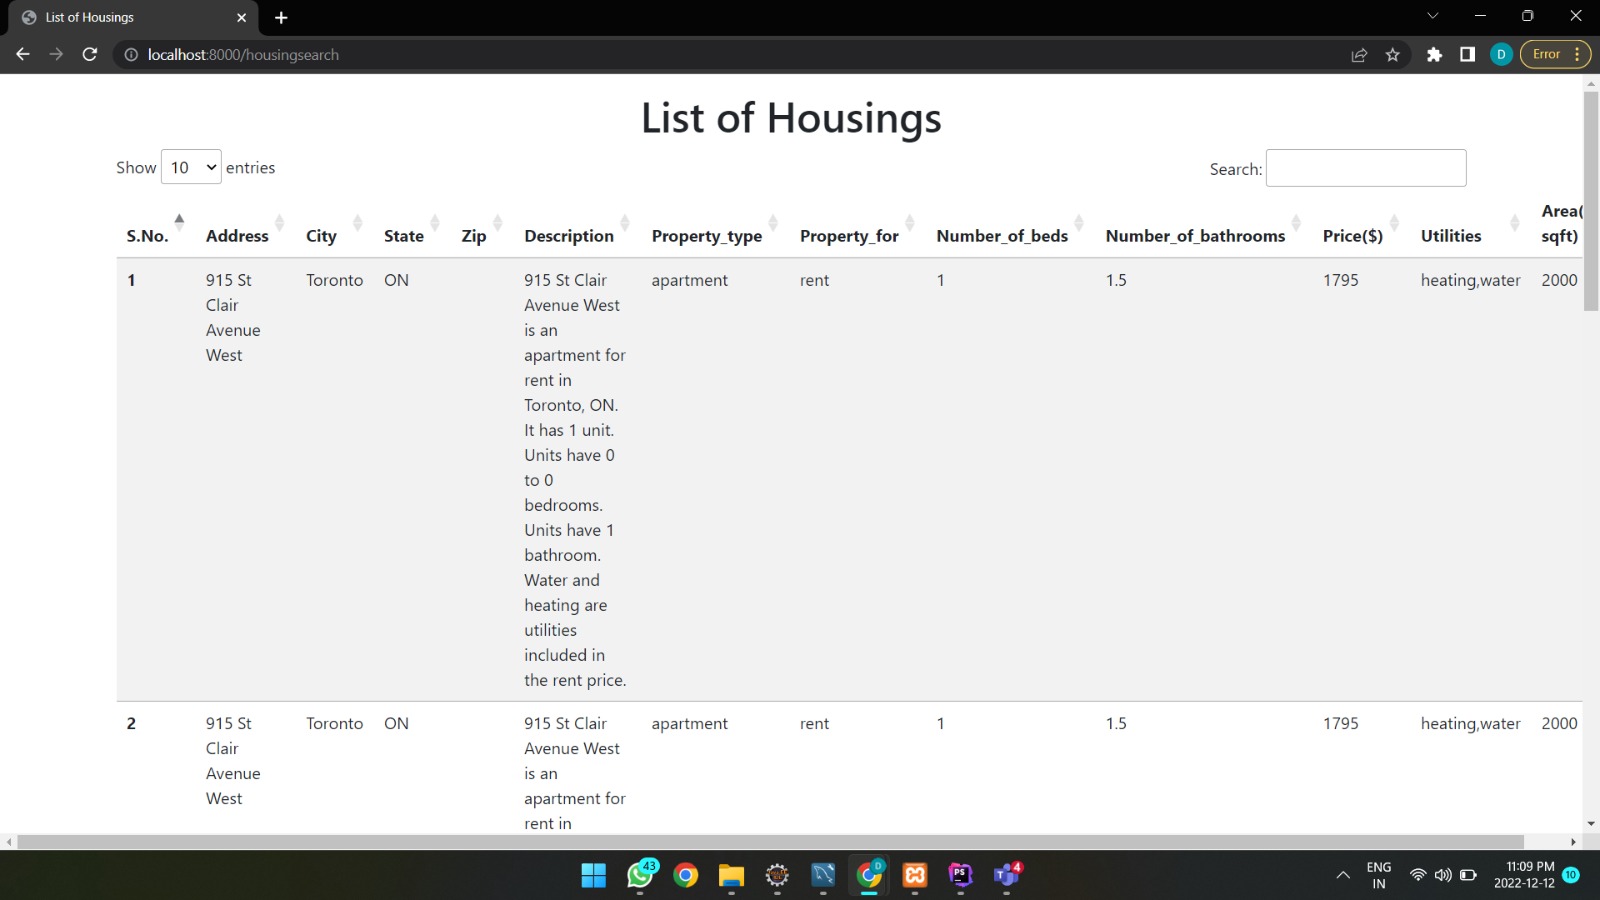 List of Housings
localhost:8000/housingsearch
D
Error
List of Housings
Show 10 entries
Search:
S.No. Address City State Zip Description Property_type Property_for Number_of_beds Number_of_bathrooms Price($) Utilities Area(
sqft)
1 915 St Toronto ON 915 St Clair apartment rent 1 1.5 1795 heating,water 2000
Clair Avenue West
Avenue is an
West apartment for
rent in
Toronto, ON.
It has 1 unit.
Units have 0
to 0
bedrooms.
Units have 1
bathroom.
Water and
heating are
utilities
included in
the rent price.
2 915 St Toronto ON 915 St Clair apartment rent 1 1.5 1795 heating,water 2000
Clair Avenue West
Avenue is an
West apartment for
rent in
43
D
PS
T
4
ENG
IN
11:09 PM
2022-12-12
10